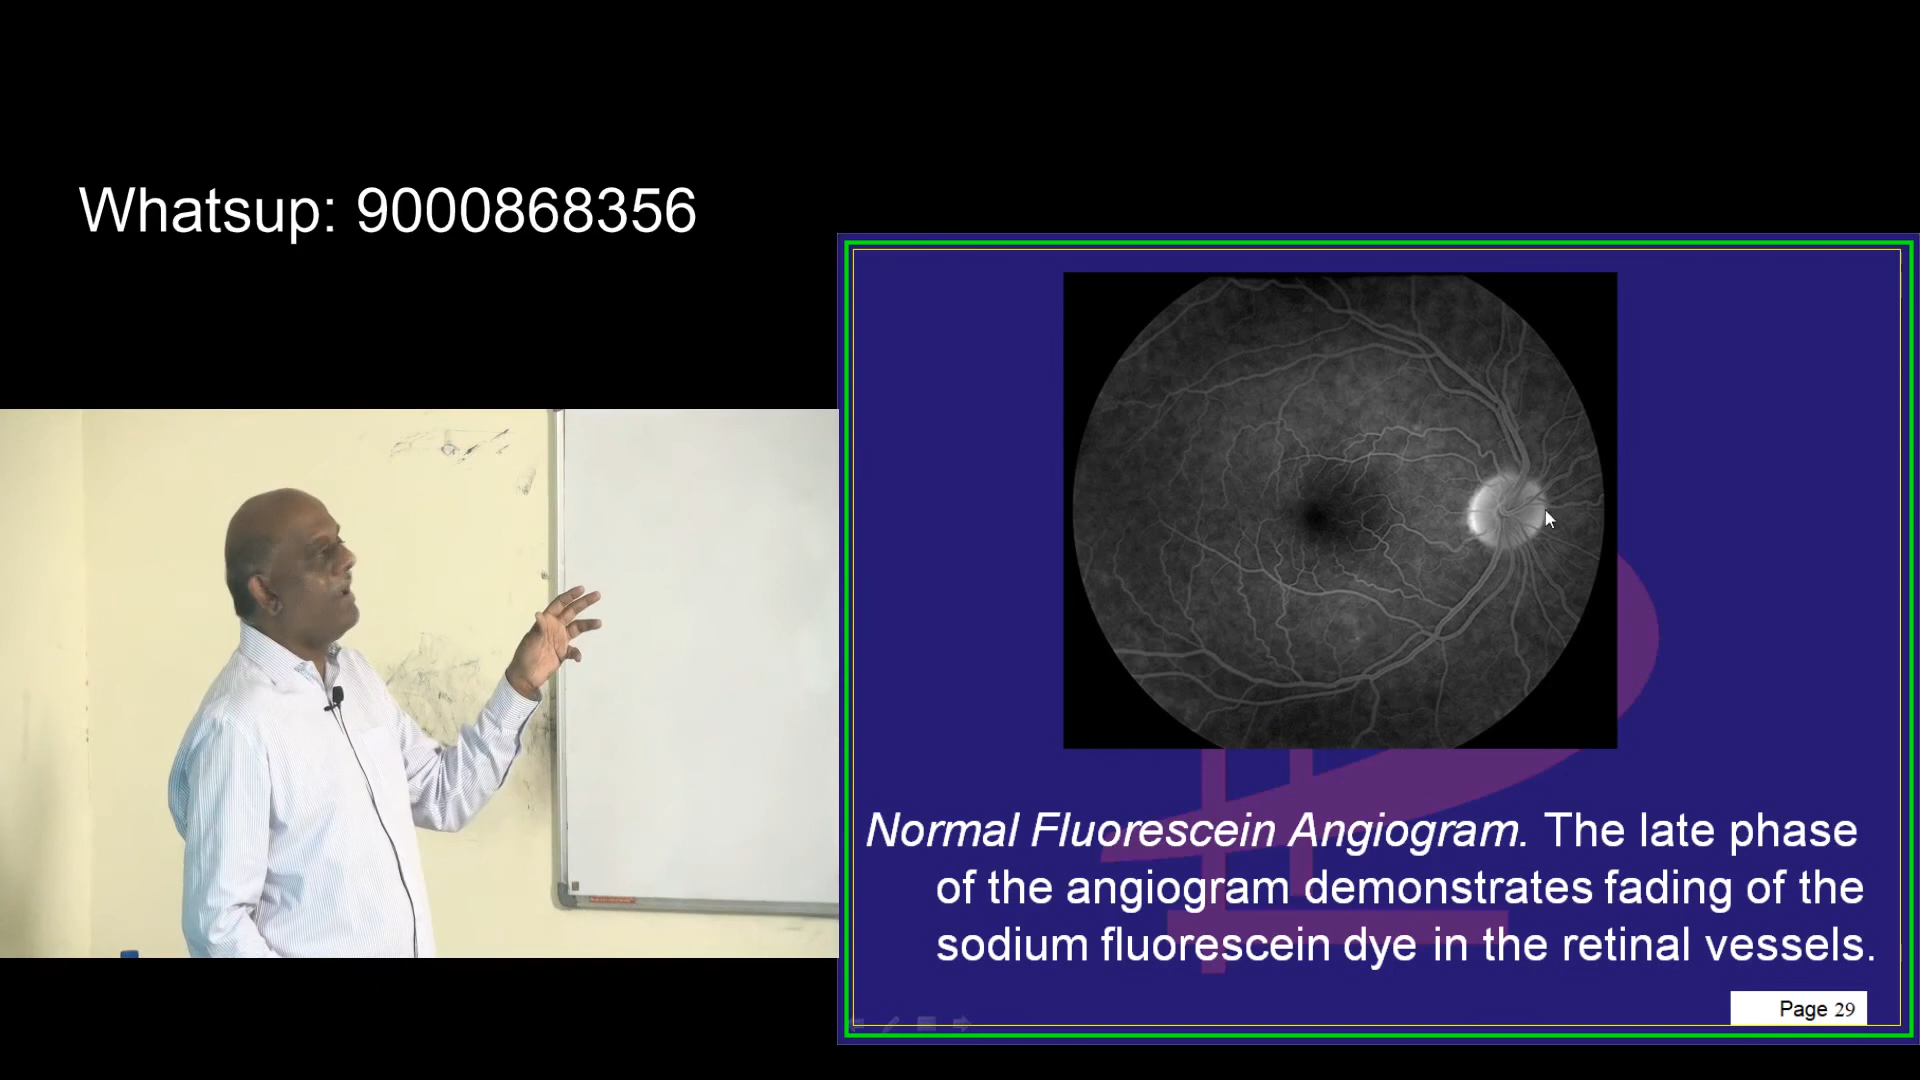 Whatsup: 9000868356
Normal Fluorescein Angiogram. The late phase
of the angiogram demonstrates fading of the
sodium fluorescein dye in the retinal vessels.
Page 29